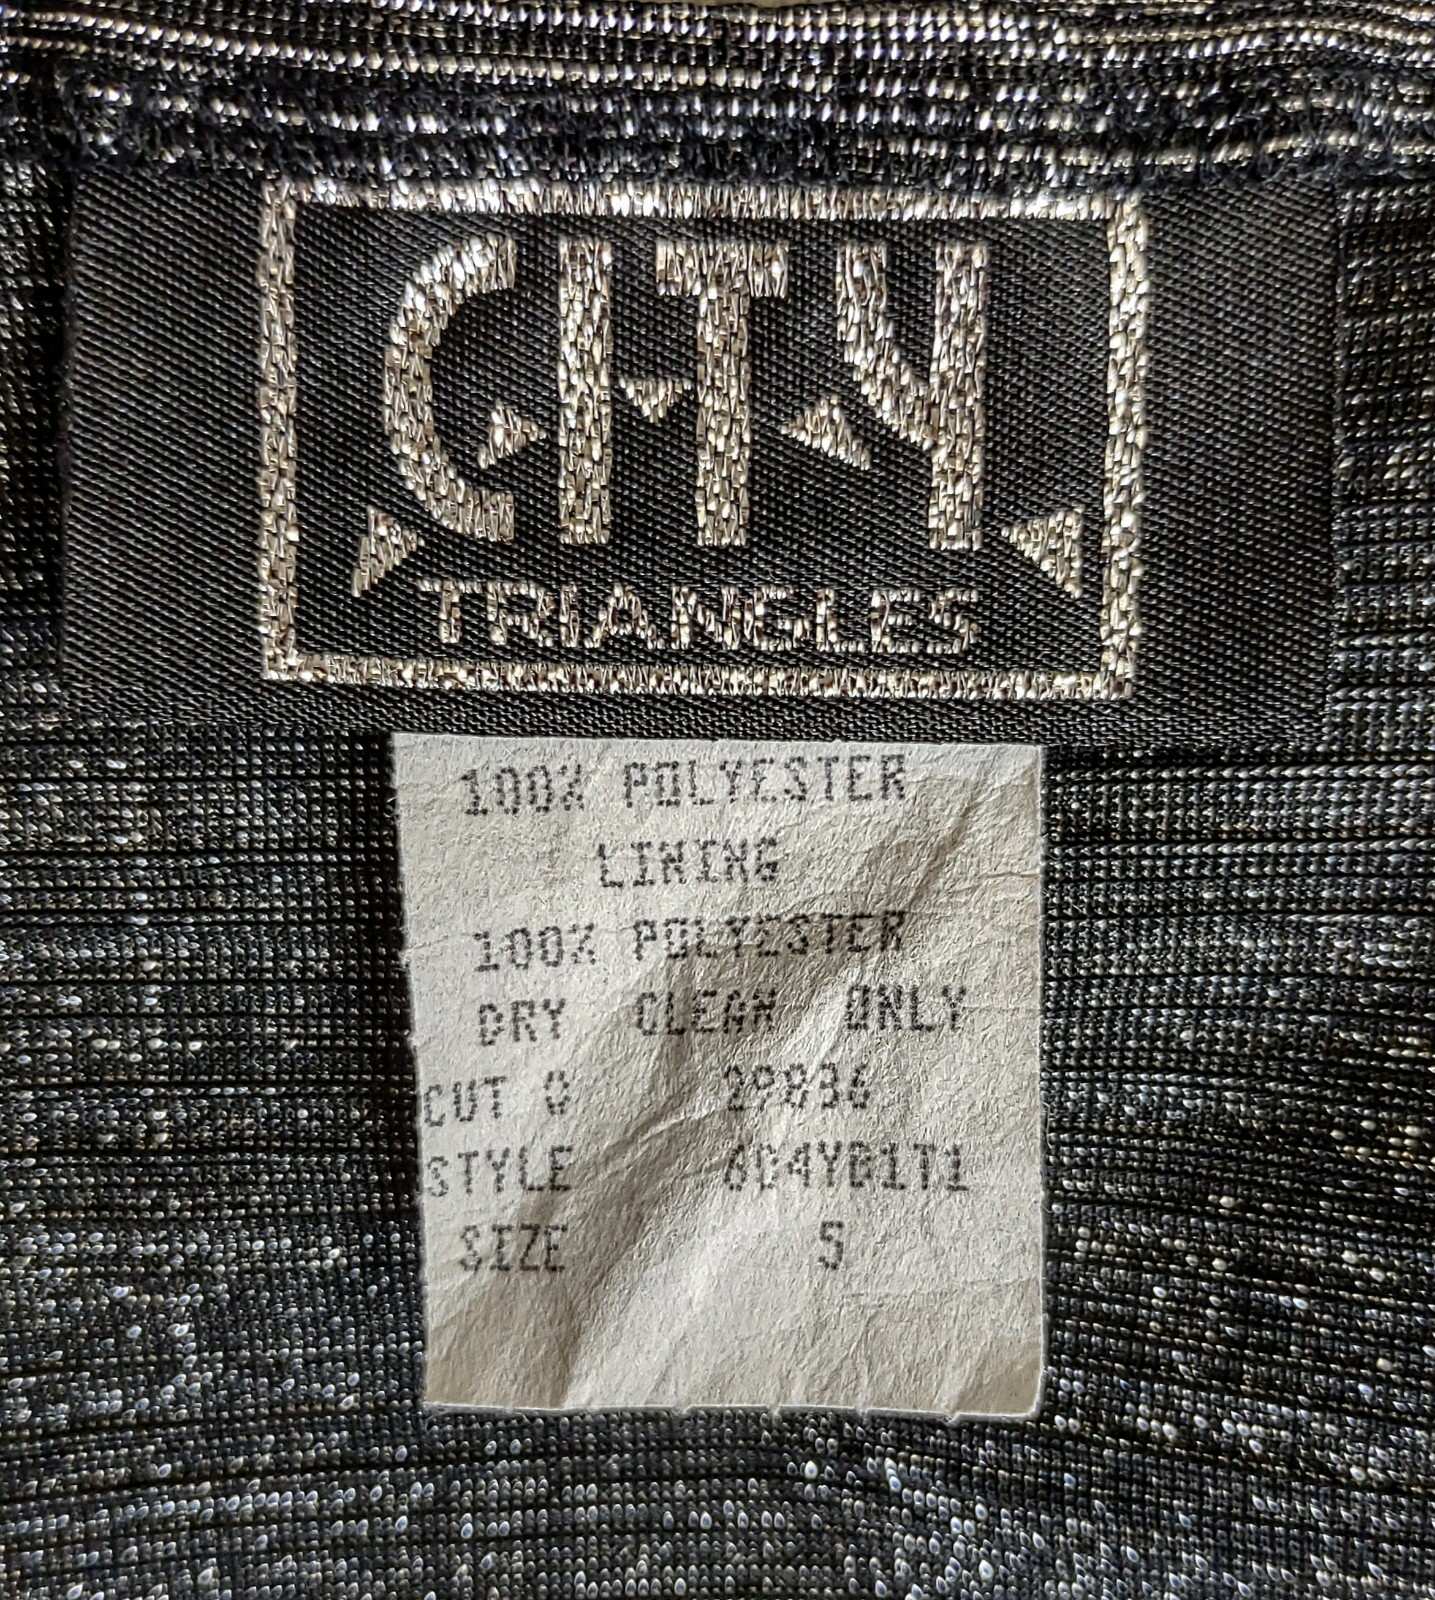 CITY
TRIANGLES
100% POLYESTER
LINING
100% POLYESTER
DRY CLEAN ONLY
CUT # 29836
STYLE 6D4YB1T1
SIZE 5